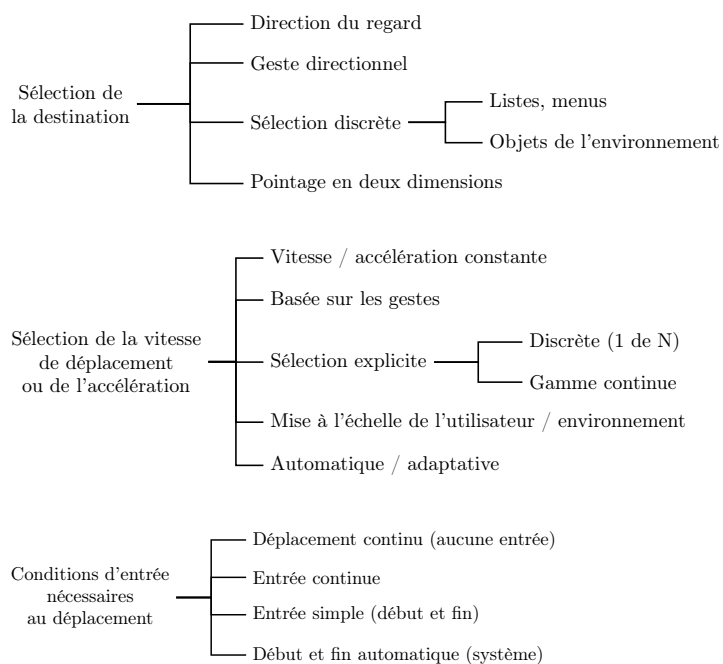 Direction du regard
Geste directionnel
Sélection de
la destination
Sélection discrète
Listes, menus
Objets de l'environnement
Pointage en deux dimensions
Vitesse / accélération constante
Basée sur les gestes
Sélection de la vitesse
de déplacement
ou de l'accélération
Sélection explicite
Discrète (1 de N)
Gamme continue
Mise à l'échelle de l'utilisateur / environnement
Automatique / adaptative
Conditions d'entrée
nécessaires
au déplacement
Déplacement continu (aucune entrée)
Entrée continue
Entrée simple (début et fin)
Début et fin automatique (système)